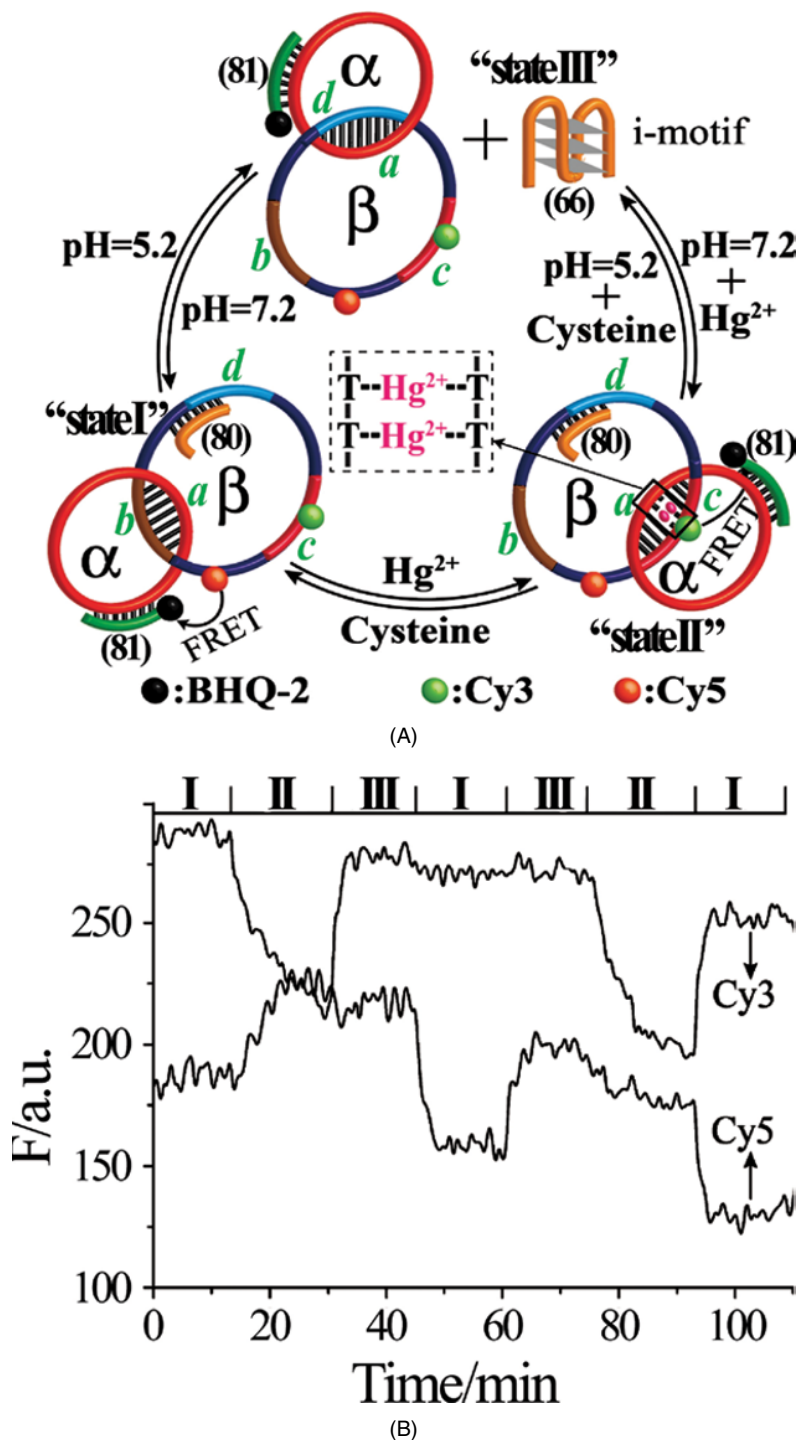 (81)
α
"stateIII"
d
+
i-motif
a
(66)
β
pH=5.2
b
c
pH=7.2
pH=5.2
+
Cysteine
pH=7.2
+
Hg²⁺
"stateI"
d
(80)
β
a
b
c
α
(81)
FRET
T--Hg²⁺--T
T--Hg²⁺--T
d
(80)
(81)
β
a
c
b
α
FRET
"stateII"
Hg²⁺
Cysteine
:BHQ-2 :Cy3 :Cy5
(A)
I II III I III II I
250
200
150
100
F/a.u.
Cy3
Cy5
0 20 40 60 80 100
Time/min
(B)